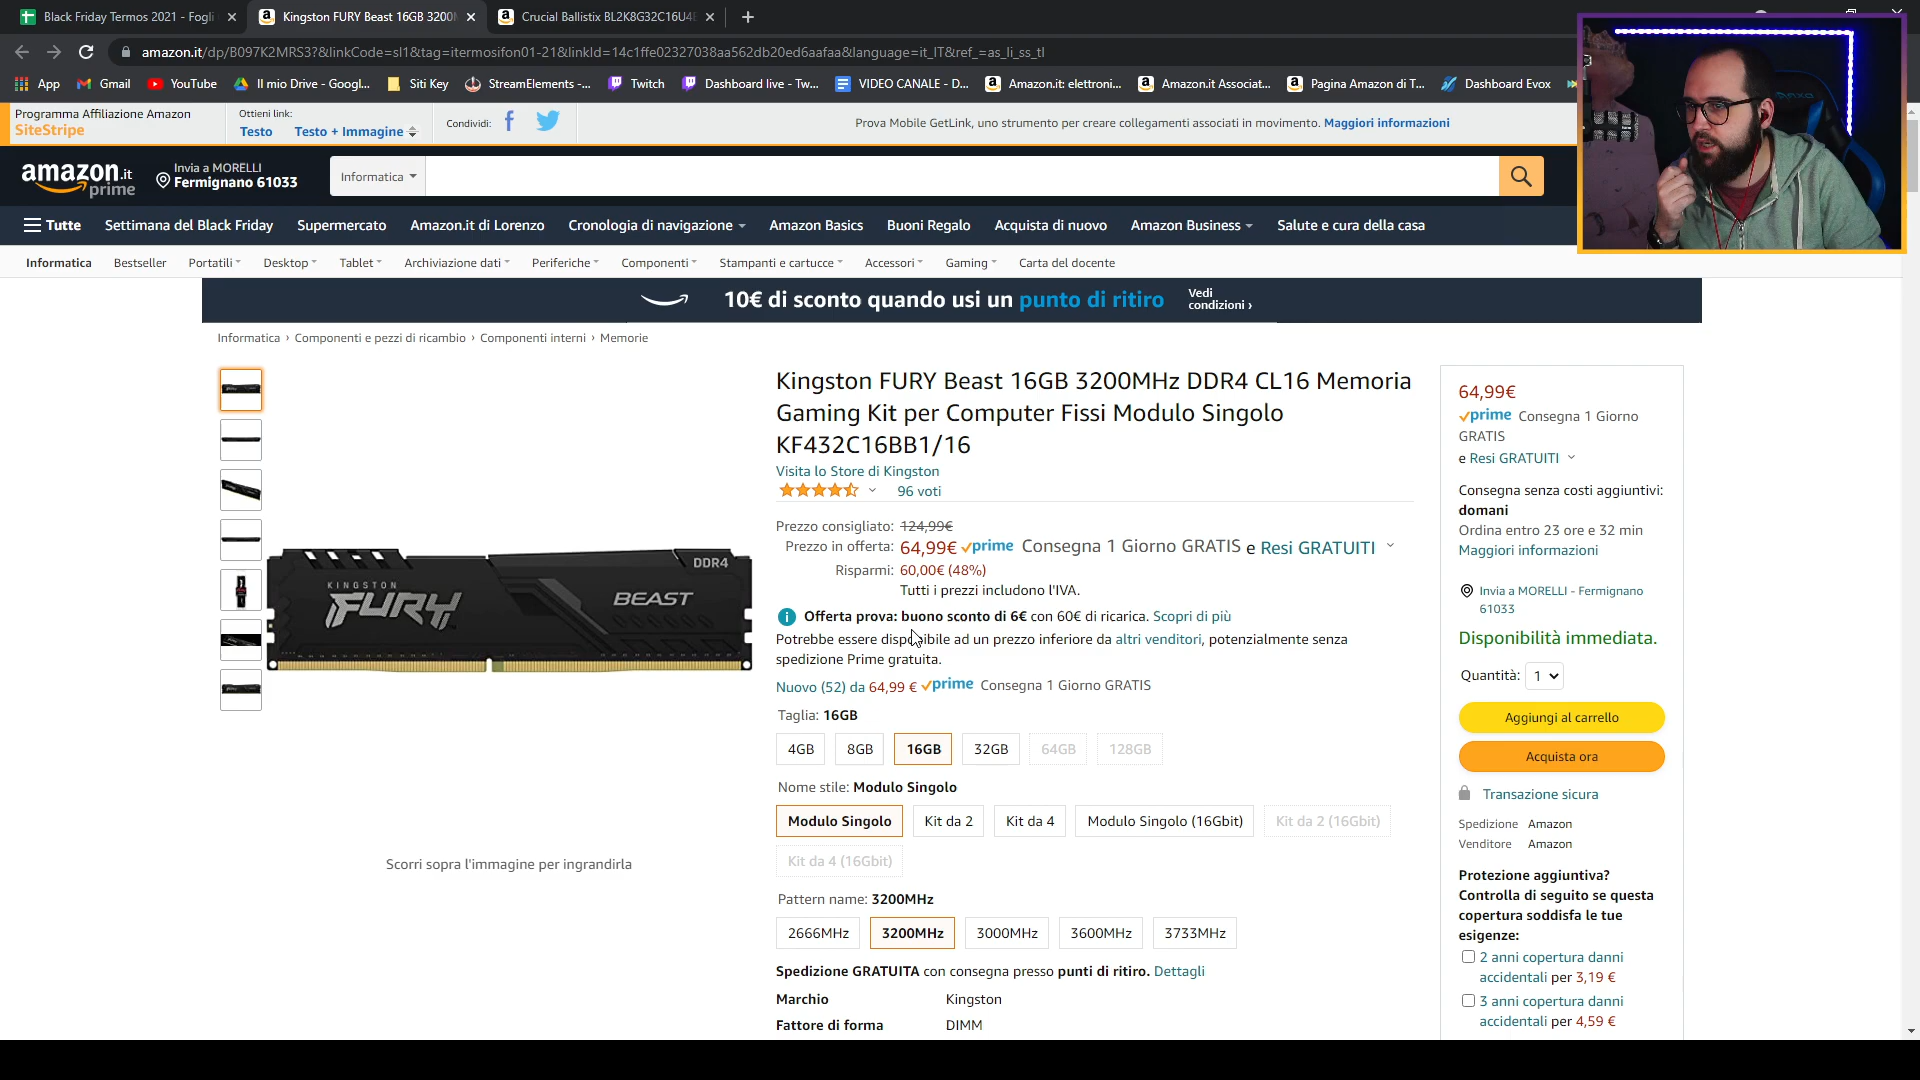 Black Friday Termos 2021 - Fogli
Kingston FURY Beast 16GB 3200
Crucial Ballistix BL2K8G32C16U4
amazon.it/dp/B097K2MRS3?&linkCode=sl1&tag=itermosifon01-21&linkId=14c1ffe02327038aa562db20ed6aafaa&language=it_IT&ref_=as_li_ss_tl
App
Gmail
YouTube
Il mio Drive - Googl...
Siti Key
StreamElements -...
Twitch
Dashboard live - Tw...
VIDEO CANALE - D...
Amazon.it: elettroni...
Amazon.it Associat...
Pagina Amazon di T...
Dashboard Evox
Programma Affiliazione Amazon
SiteStripe
Ottieni link:
Testo
Testo + Immagine
Condividi:
Prova Mobile GetLink, uno strumento per creare collegamenti associati in movimento. Maggiori informazioni
amazon.it
prime
Invia a MORELLI
Fermignano 61033
Informatica
Tutte
Settimana del Black Friday
Supermercato
Amazon.it di Lorenzo
Cronologia di navigazione
Amazon Basics
Buoni Regalo
Acquista di nuovo
Amazon Business
Salute e cura della casa
Informatica
Bestseller
Portatili
Desktop
Tablet
Archiviazione dati
Periferiche
Componenti
Stampanti e cartucce
Accessori
Gaming
Carta del docente
10€ di sconto quando usi un punto di ritiro
Vedi
condizioni ›
Informatica › Componenti e pezzi di ricambio › Componenti interni › Memorie
KINGSTON
FURY
BEAST
DDR4
Scorri sopra l'immagine per ingrandirla
Kingston FURY Beast 16GB 3200MHz DDR4 CL16 Memoria
Gaming Kit per Computer Fissi Modulo Singolo
KF432C16BB1/16
Visita lo Store di Kingston
96 voti
Prezzo consigliato: 124,99€
Prezzo in offerta: 64,99€ prime Consegna 1 Giorno GRATIS e Resi GRATUITI
Risparmi: 60,00€ (48%)
Tutti i prezzi includono l'IVA.
i Offerta prova: buono sconto di 6€ con 60€ di ricarica. Scopri di più
Potrebbe essere disponibile ad un prezzo inferiore da altri venditori, potenzialmente senza
spedizione Prime gratuita.
Nuovo (52) da 64,99 € prime Consegna 1 Giorno GRATIS
Taglia: 16GB
4GB
8GB
16GB
32GB
64GB
128GB
Nome stile: Modulo Singolo
Modulo Singolo
Kit da 2
Kit da 4
Modulo Singolo (16Gbit)
Kit da 2 (16Gbit)
Kit da 4 (16Gbit)
Pattern name: 3200MHz
2666MHz
3200MHz
3000MHz
3600MHz
3733MHz
Spedizione GRATUITA con consegna presso punti di ritiro. Dettagli
Marchio Kingston
Fattore di forma DIMM
64,99€
prime Consegna 1 Giorno
GRATIS
e Resi GRATUITI
Consegna senza costi aggiuntivi:
domani
Ordina entro 23 ore e 32 min
Maggiori informazioni
Invia a MORELLI - Fermignano
61033
Disponibilità immediata.
Quantità: 1
Aggiungi al carrello
Acquista ora
Transazione sicura
Spedizione Amazon
Venditore Amazon
Protezione aggiuntiva?
Controlla di seguito se questa
copertura soddisfa le tue
esigenze:
2 anni copertura danni
accidentali per 3,19 €
3 anni copertura danni
accidentali per 4,59 €